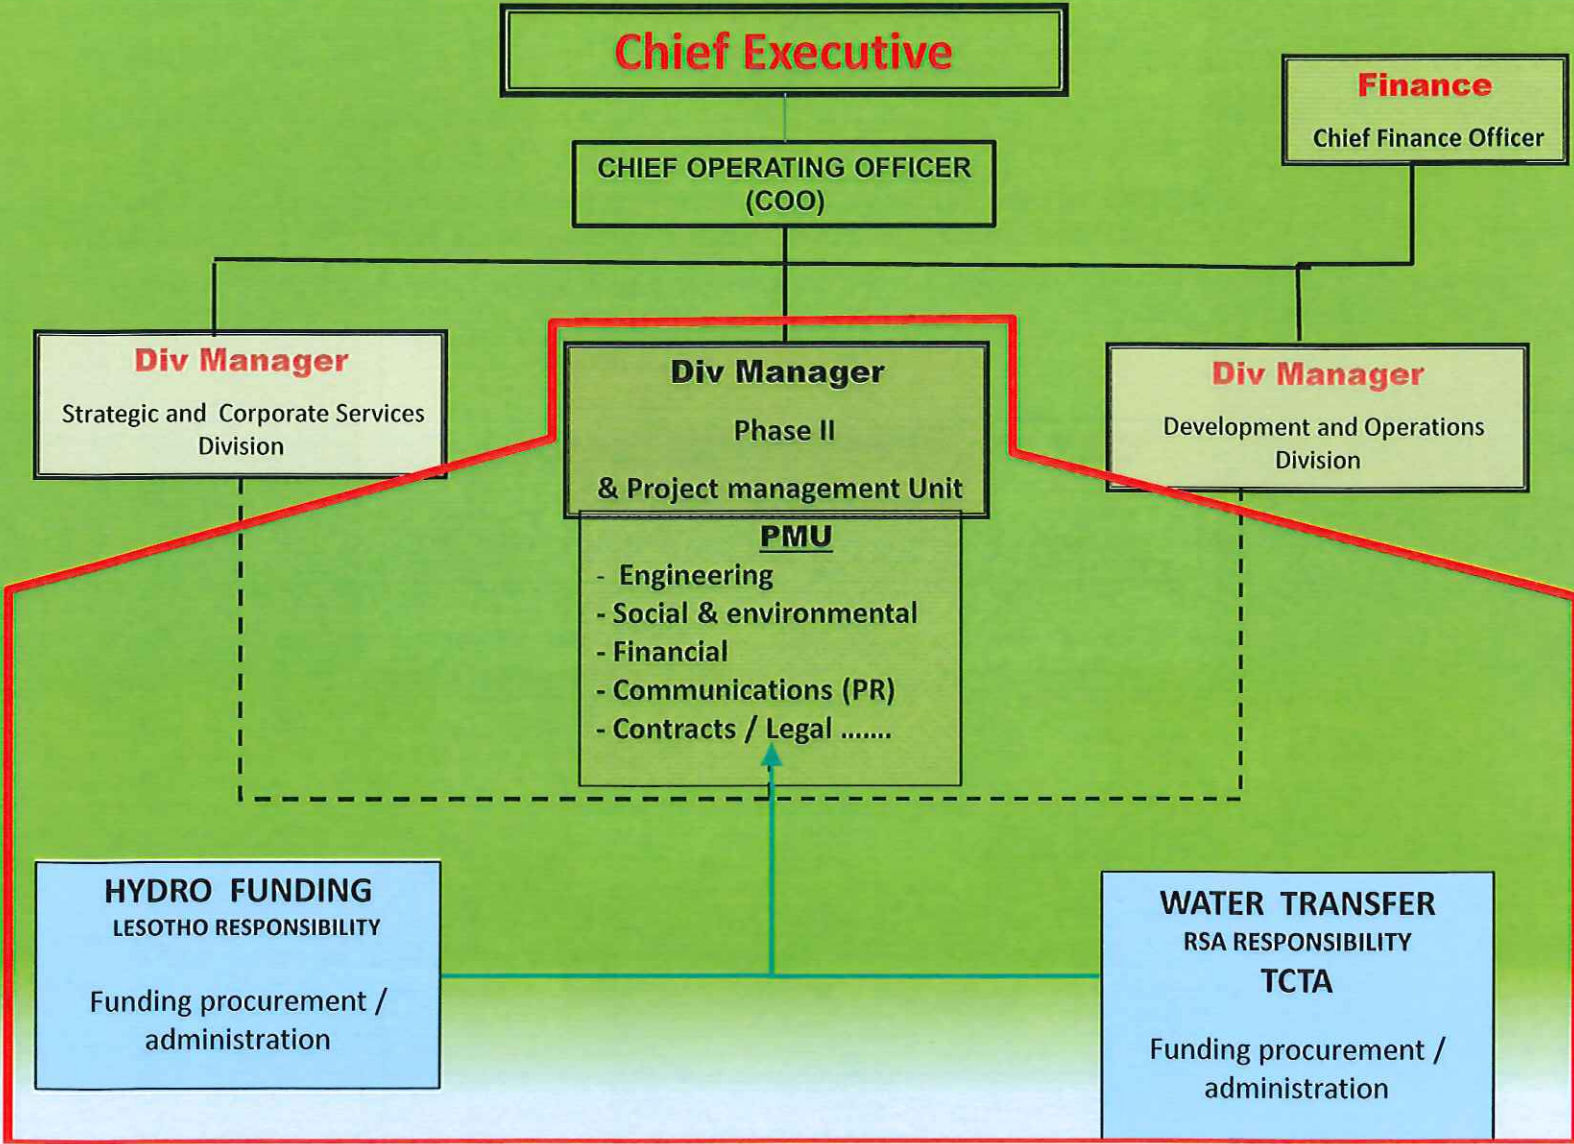 Chief Executive
Finance
Chief Finance Officer
CHIEF OPERATING OFFICER
(COO)
Div Manager
Strategic and Corporate Services
Division
Div Manager
Phase II
& Project management Unit
Div Manager
Development and Operations
Division
PMU
- Engineering
- Social & environmental
- Financial
- Communications (PR)
- Contracts / Legal .......
HYDRO FUNDING
LESOTHO RESPONSIBILITY
Funding procurement /
administration
WATER TRANSFER
RSA RESPONSIBILITY
TCTA
Funding procurement /
administration